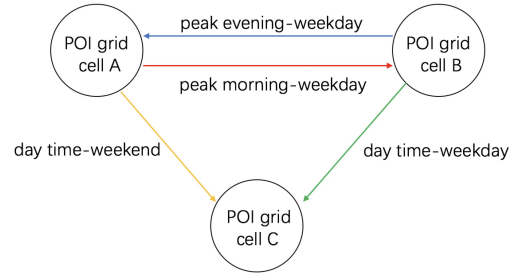 peak evening-weekday
POI grid
cell A
POI grid
cell B
peak morning-weekday
day time-weekend
day time-weekday
POI grid
cell C